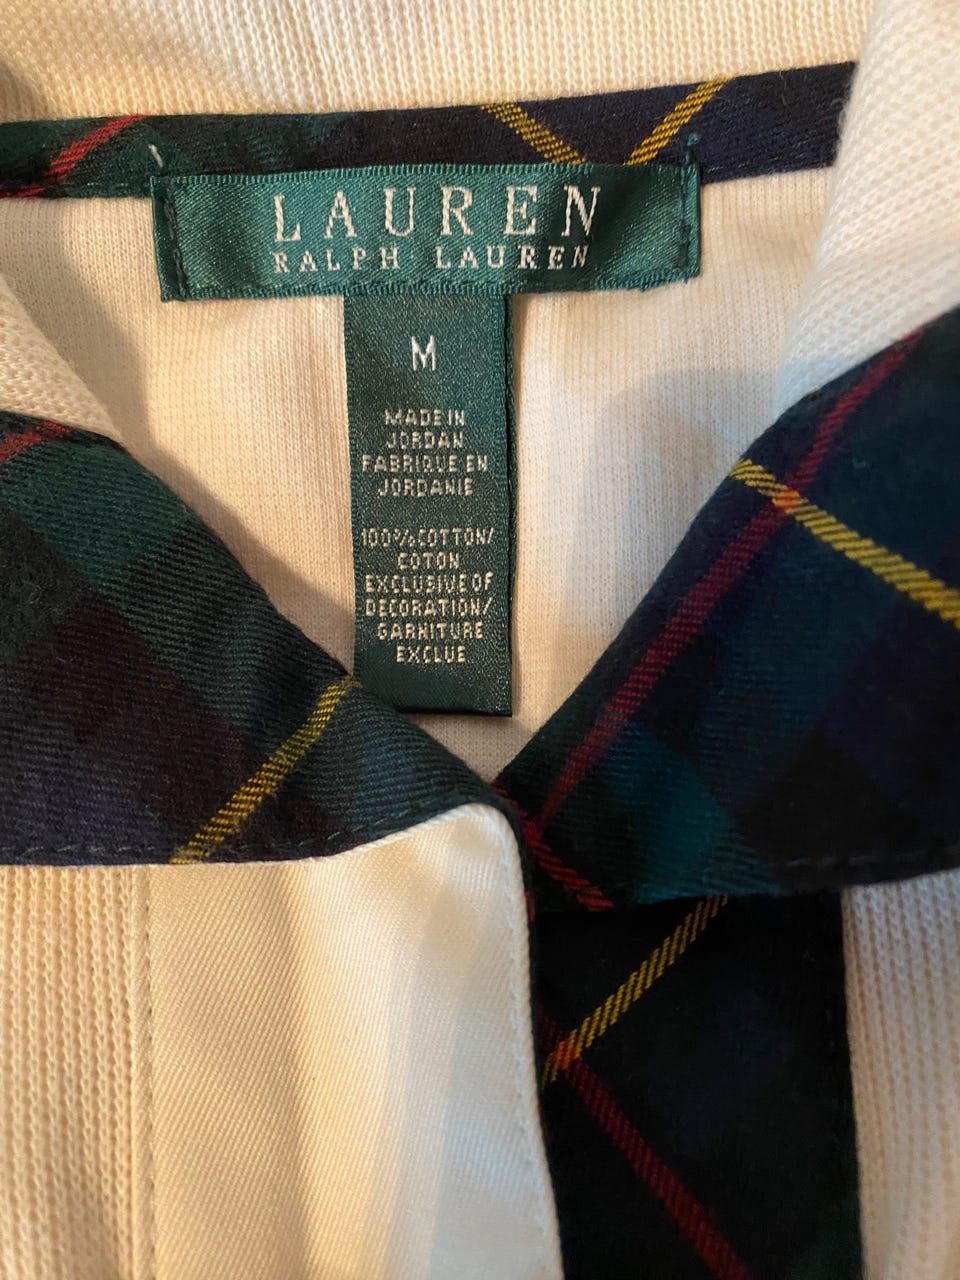 LAUREN
RALPH LAUREN
M
MADE IN
JORDAN
FABRIQUE EN
JORDANIE
100% COTTON/
COTON
EXCLUSIVE OF
DECORATION/
GARNITURE
EXCLUE